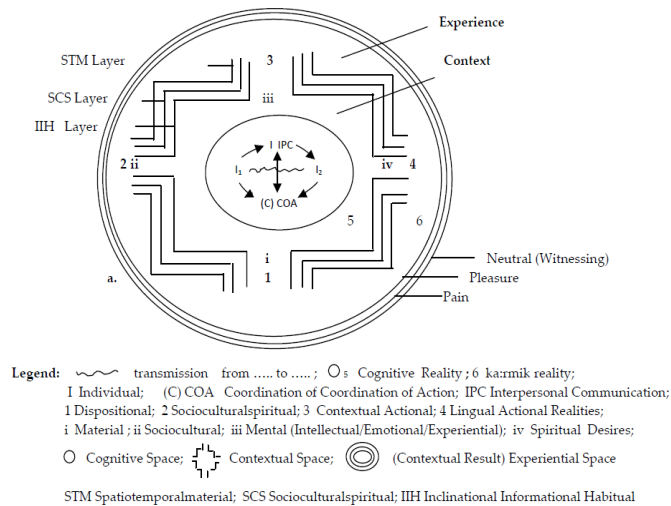 Experience
STM Layer
3
Context
SCS Layer
iii
IIH Layer
I IPC
2 ii
iv 4
I₁
I₂
(C) COA
5
6
i
Neutral (Witnessing)
a.
1
Pleasure
Pain
Legend: transmission from ..... to ..... ; 5 Cognitive Reality ; 6 ka:rmik reality;
I Individual; (C) COA Coordination of Coordination of Action; IPC Interpersonal Communication;
1 Dispositional; 2 Socioculturalspiritual; 3 Contextual Actional; 4 Lingual Actional Realities;
i Material ; ii Sociocultural; iii Mental (Intellectual/Emotional/Experiential); iv Spiritual Desires;
Cognitive Space; Contextual Space; (Contextual Result) Experiential Space
STM Spatiotemporalmaterial; SCS Socioculturalspiritual; IIH Inclinational Informational Habitual